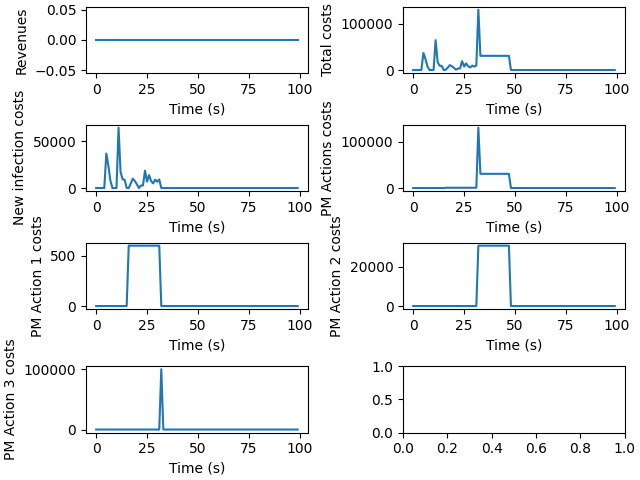 Revenues
0.05
0.00
−0.05
0 25 50 75 100
Time (s)
Total costs
100000
0
0 25 50 75 100
Time (s)
New infection costs
50000
0
0 25 50 75 100
Time (s)
PM Actions costs
100000
0
0 25 50 75 100
Time (s)
PM Action 1 costs
500
0
0 25 50 75 100
Time (s)
PM Action 2 costs
20000
0
0 25 50 75 100
Time (s)
PM Action 3 costs
100000
0
0 25 50 75 100
Time (s)
1.0
0.5
0.0
0.0 0.2 0.4 0.6 0.8 1.0